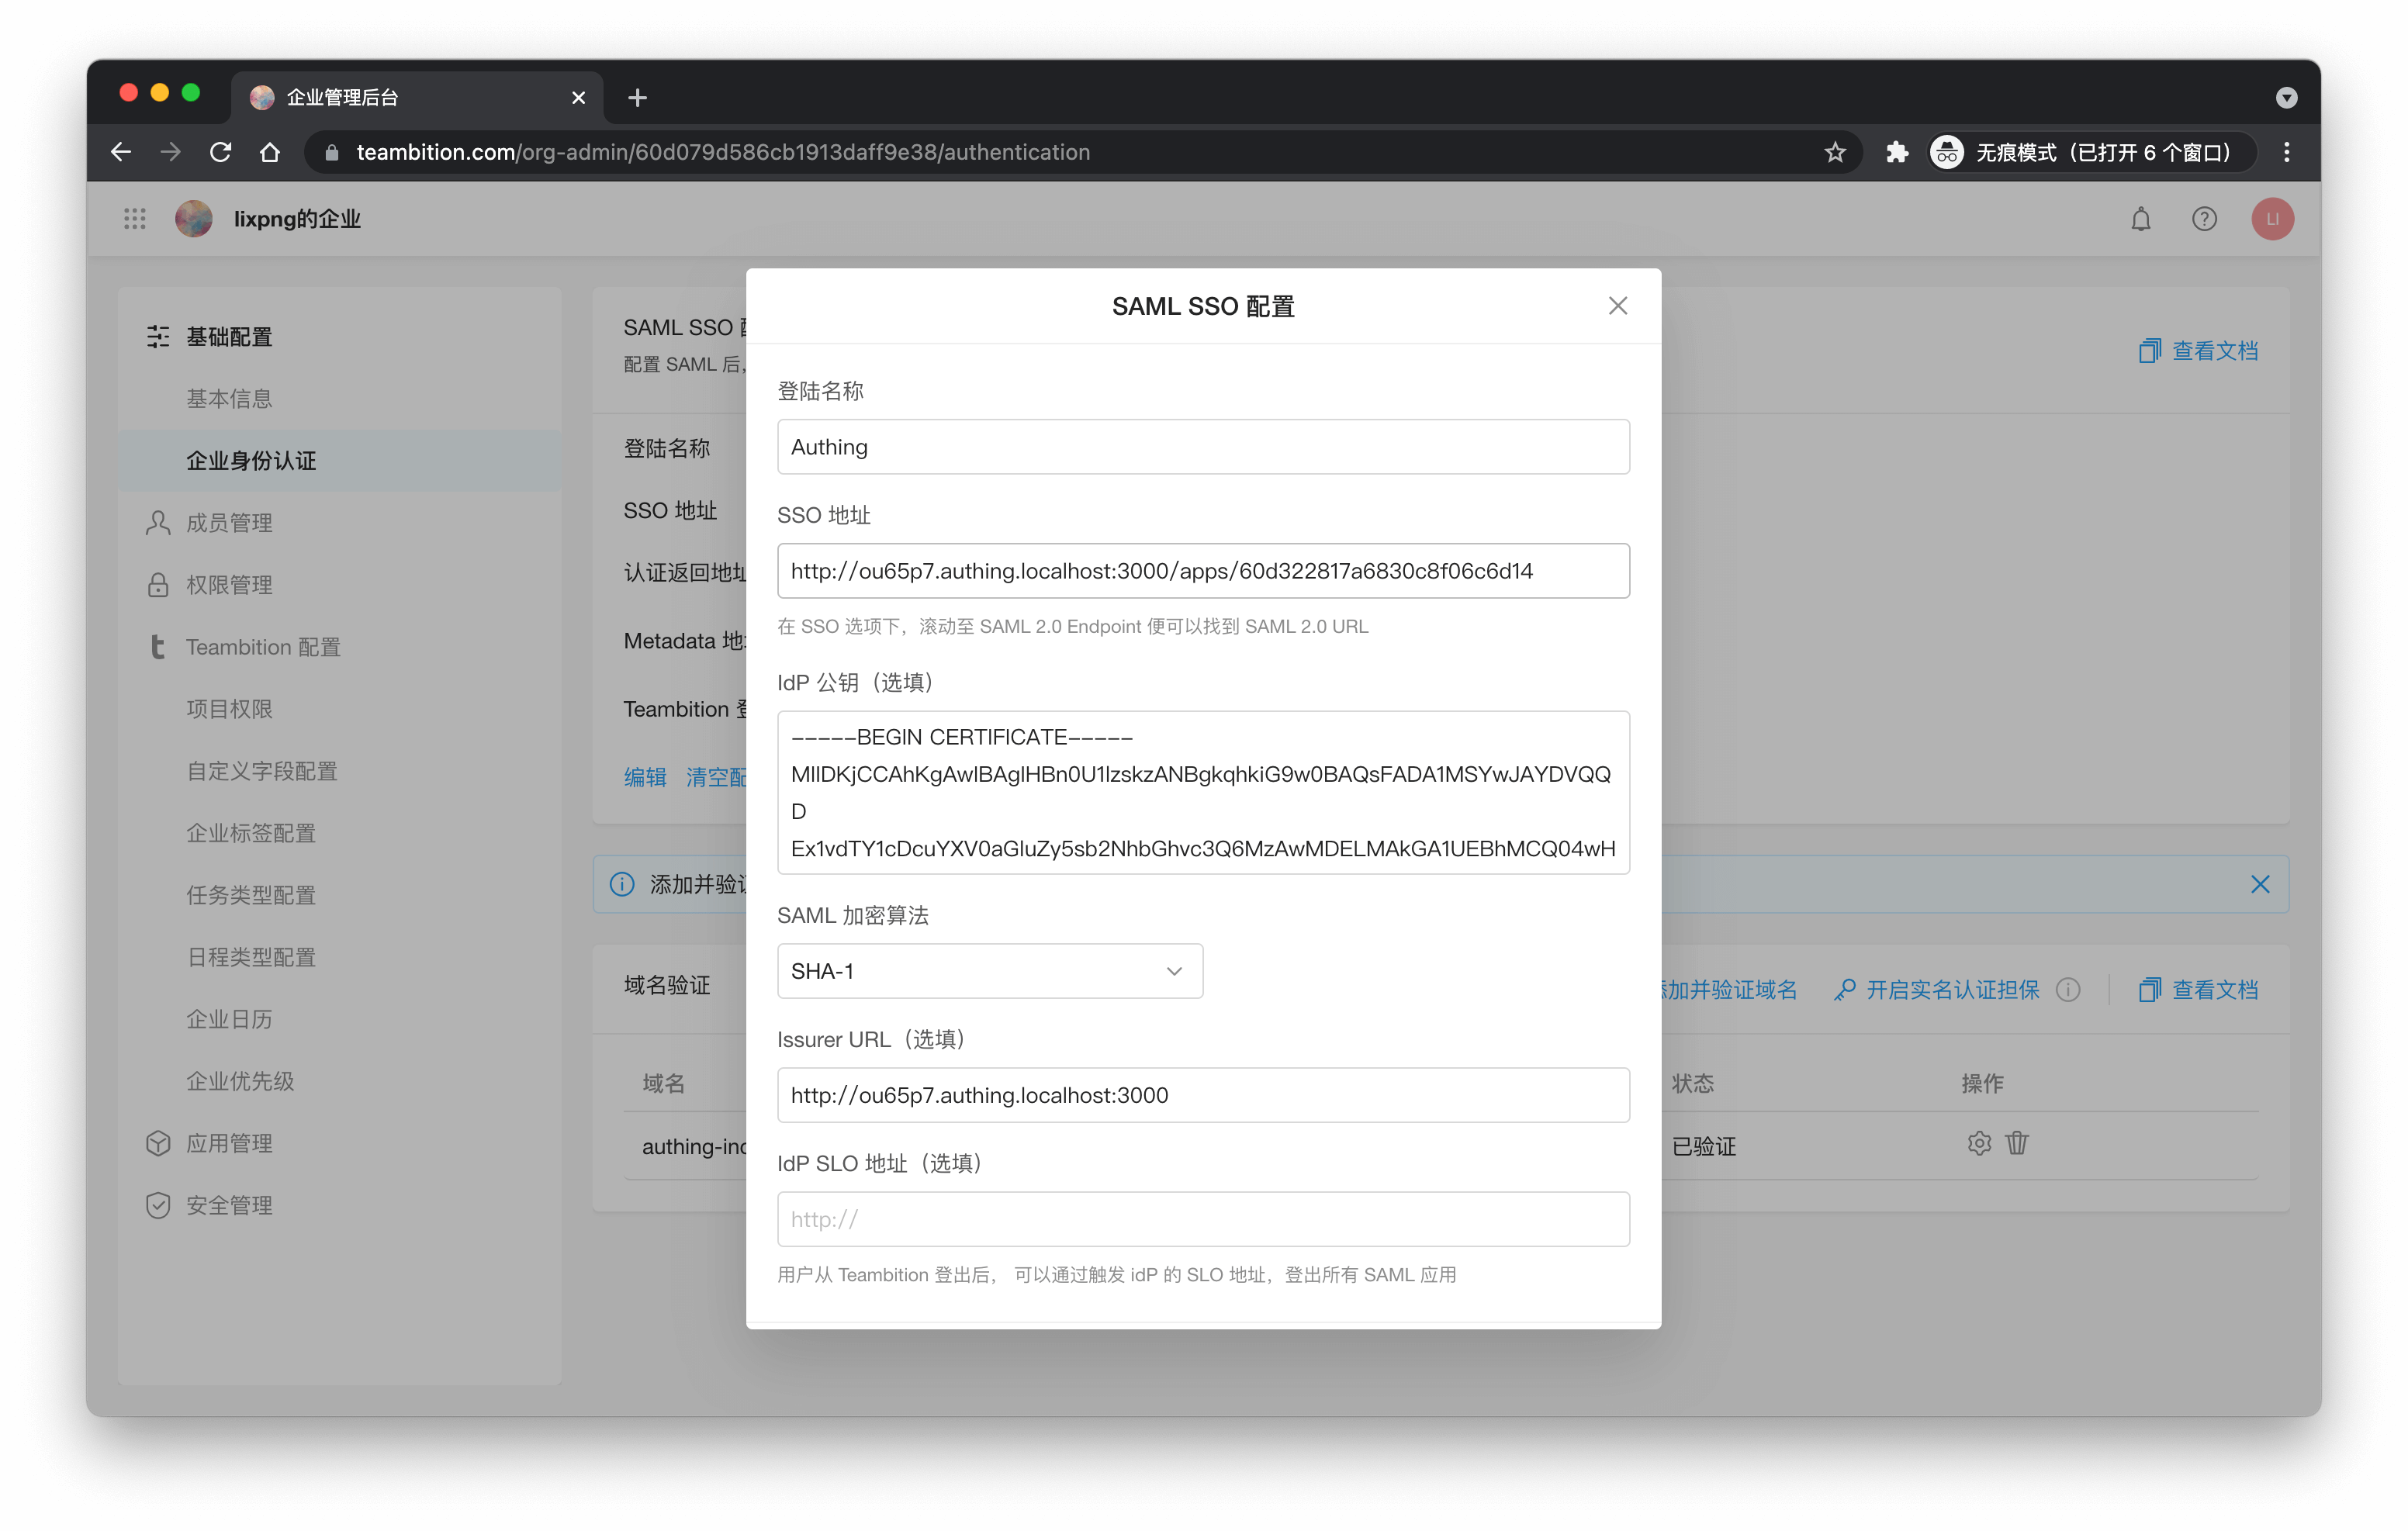 企业管理后台
teambition.com/org-admin/60d079d586cb1913daff9e38/authentication
无痕模式（已打开 6 个窗口）
lixpng的企业
LI
基础配置
基本信息
企业身份认证
成员管理
权限管理
Teambition 配置
项目权限
自定义字段配置
企业标签配置
任务类型配置
日程类型配置
企业日历
企业优先级
应用管理
安全管理
SAML SSO
配置 SAML 后，
查看文档
登陆名称
SSO 地址
认证返回地址
Metadata
Teambition
编辑 清空配
添加并验
域名验证
加并验证域名 开启实名认证担保 查看文档
域名 状态 操作
authing-inc 已验证
SAML SSO 配置
登陆名称
Authing
SSO 地址
http://ou65p7.authing.localhost:3000/apps/60d322817a6830c8f06c6d14
在 SSO 选项下，滚动至 SAML 2.0 Endpoint 便可以找到 SAML 2.0 URL
IdP 公钥（选填）
-----BEGIN CERTIFICATE-----
MIIDKjCCAhKgAwIBAgIHBn0U1lzskzANBgkqhkiG9w0BAQsFADA1MSYwJAYDVQQ
D
Ex1vdTY1cDcuYXV0aGluZy5sb2NhbGhvc3Q6MzAwMDELMAkGA1UEBhMCQ04wH
SAML 加密算法
SHA-1
Issurer URL（选填）
http://ou65p7.authing.localhost:3000
IdP SLO 地址（选填）
http://
用户从 Teambition 登出后， 可以通过触发 idP 的 SLO 地址，登出所有 SAML 应用